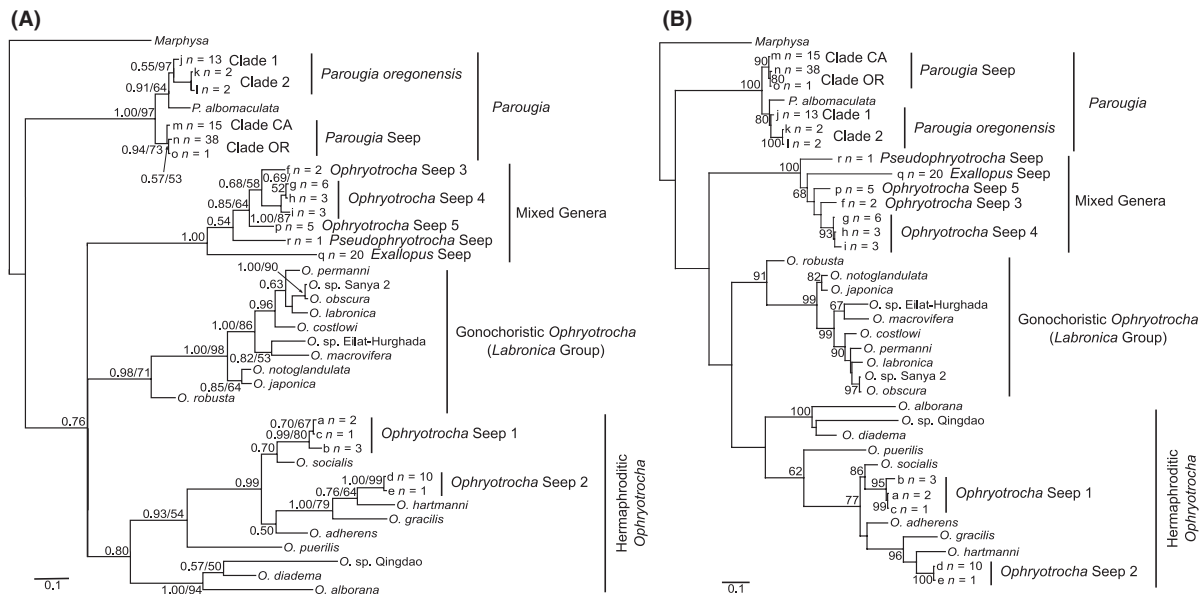 (A)
Marphysa
j n = 13 Clade 1
0.55/97
k n = 2
Clade 2
l n = 2
Parougia oregonensis
0.91/64
P. albomaculata
Parougia
1.00/97
m n = 15 Clade CA
n n = 38
Clade OR
o n = 1
Parougia Seep
0.94/73
0.57/53
f n = 2 Ophryotrocha Seep 3
0.69/
52
g n = 6
h n = 3
i n = 3
Ophryotrocha Seep 4
0.68/58
0.85/64
1.00/87
p n = 5 Ophryotrocha Seep 5
0.54
r n = 1 Pseudophryotrocha Seep
1.00
q n = 20 Exallopus Seep
Mixed Genera
1.00/90
O. permanni
O. sp. Sanya 2
0.63
O. obscura
O. labronica
0.96
O. costlowi
1.00/86
O. sp. Eilat-Hurghada
O. macrovifera
1.00/98
0.82/53
O. notoglandulata
0.98/71
0.85/64
O. japonica
O. robusta
Gonochoristic Ophryotrocha
(Labronica Group)
0.76
0.70/67
a n = 2
0.99/80
c n = 1
b n = 3
Ophryotrocha Seep 1
0.70
O. socialis
0.99
1.00/99
d n = 10
0.76/64
e n = 1
Ophryotrocha Seep 2
1.00/79
O. hartmanni
O. gracilis
0.93/54
0.50
O. adherens
O. puerilis
0.80
0.57/50
O. sp. Qingdao
O. diadema
1.00/94
O. alborana
Hermaphroditic
Ophryotrocha
0.1
(B)
Marphysa
m n = 15 Clade CA
90
n n = 38
80
Clade OR
o n = 1
Parougia Seep
100
P. albomaculata
Parougia
80
j n = 13 Clade 1
k n = 2
Clade 2
100
l n = 2
Parougia oregonensis
r n = 1 Pseudophryotrocha Seep
100
q n = 20 Exallopus Seep
68
p n = 5 Ophryotrocha Seep 5
f n = 2 Ophryotrocha Seep 3
g n = 6
93
h n = 3
i n = 3
Ophryotrocha Seep 4
Mixed Genera
O. robusta
91
82
O. notoglandulata
O. japonica
99
67
O. sp. Eilat-Hurghada
O. macrovifera
99
O. costlowi
90
O. permanni
O. labronica
O. sp. Sanya 2
97
O. obscura
Gonochoristic Ophryotrocha
(Labronica Group)
O. alborana
100
O. sp. Qingdao
O. diadema
O. puerilis
62
86
O. socialis
95
b n = 3
a n = 2
99
c n = 1
Ophryotrocha Seep 1
77
O. adherens
O. gracilis
96
O. hartmanni
d n = 10
100
e n = 1
Ophryotrocha Seep 2
Hermaphroditic
Ophryotrocha
0.1